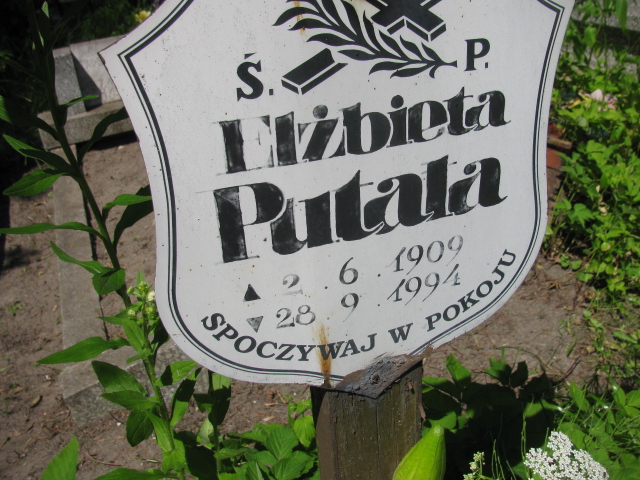 Ś. P.
Elżbieta
Putała
▲ 2 . 6 1909
▼ 28 9 1994
SPOCZYWAJ W POKOJU